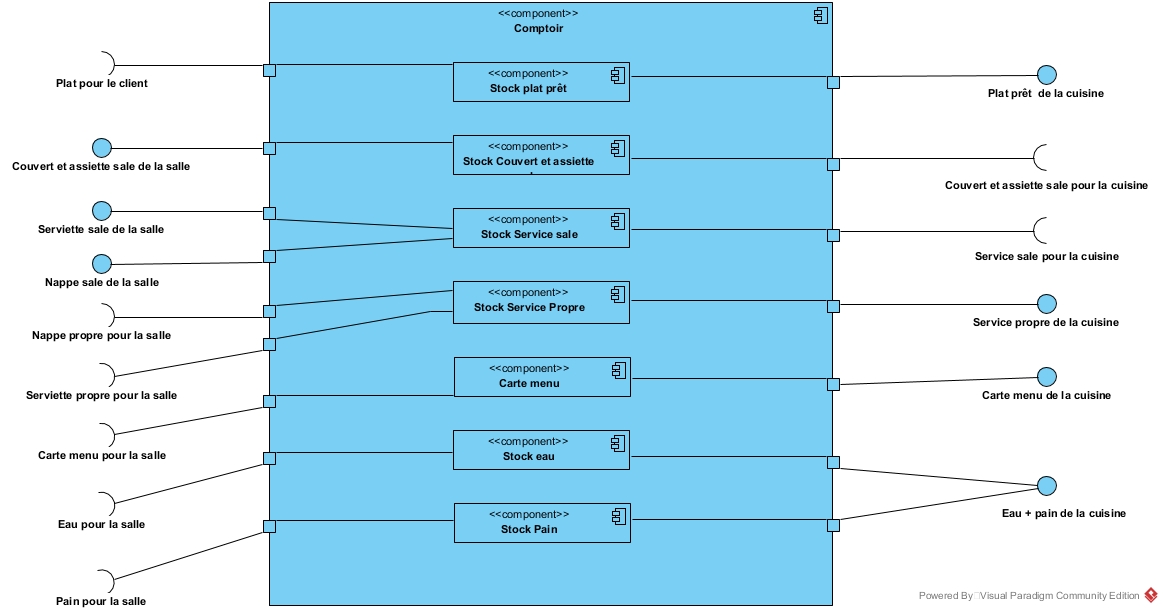 <<component>>
Comptoir
Plat pour le client
<<component>>
Stock plat prêt
Plat prêt  de la cuisine
Couvert et assiette sale de la salle
<<component>>
Stock Couvert et assiette
Couvert et assiette sale pour la cuisine
Serviette sale de la salle
<<component>>
Stock Service sale
Service sale pour la cuisine
Nappe sale de la salle
Nappe propre pour la salle
<<component>>
Stock Service Propre
Service propre de la cuisine
Serviette propre pour la salle
<<component>>
Carte menu
Carte menu de la cuisine
Carte menu pour la salle
<<component>>
Stock eau
Eau + pain de la cuisine
Eau pour la salle
<<component>>
Stock Pain
Pain pour la salle
Powered By Visual Paradigm Community Edition